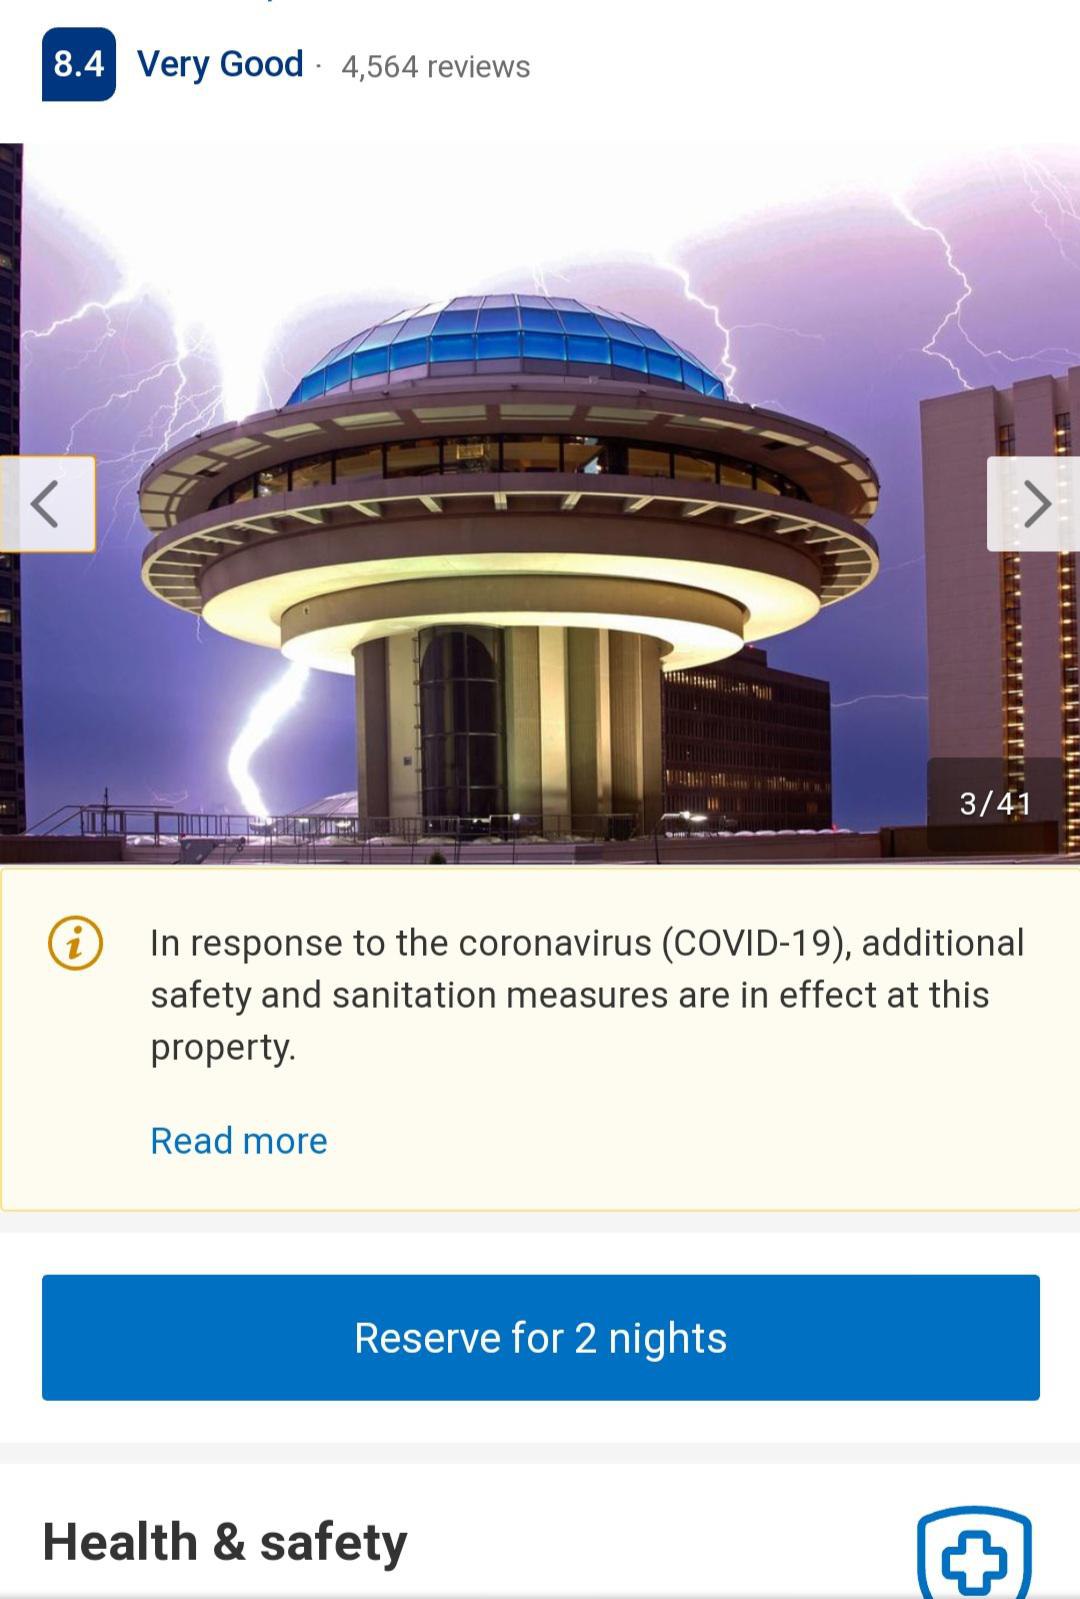 8.4 Very Good · 4,564 reviews
3/41
In response to the coronavirus (COVID-19), additional
safety and sanitation measures are in effect at this
property.
Read more
Reserve for 2 nights
Health & safety